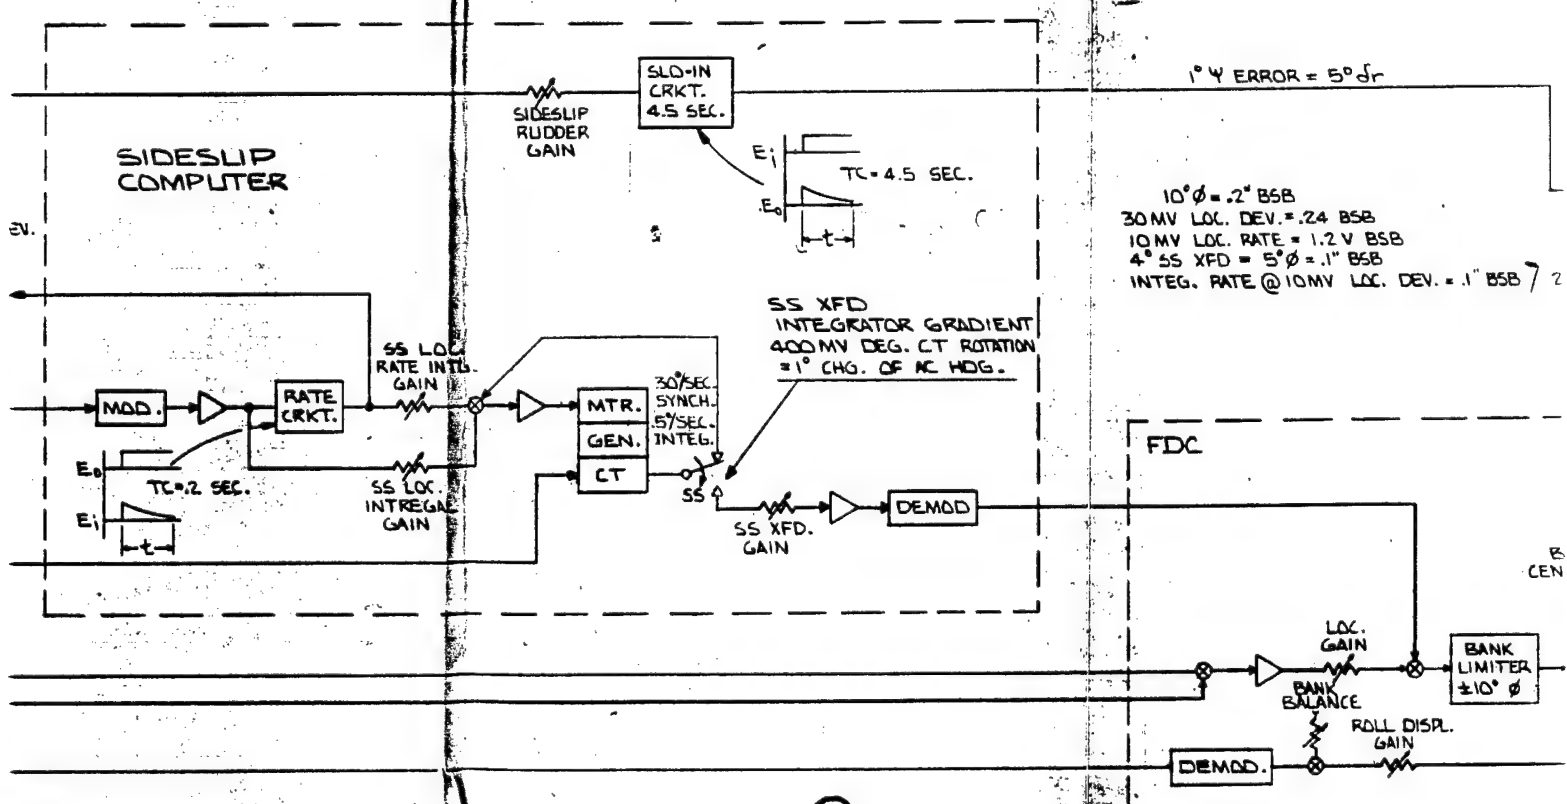 SLD-IN
CRKT.
4.5 SEC.
1° Ψ ERROR = 5° δr
SIDESLIP
RUDDER
GAIN
SIDESLIP
COMPUTER
Ei
TC=4.5 SEC.
Eo
t
EV.
10°Ø=.2" BSB
30 MV LOC. DEV.=.24 BSB
10 MV LOC. RATE = 1.2 V BSB
4° SS XFD = 5°Ø=.1" BSB
INTEG. RATE @ 10MV LOC. DEV. = .1" BSB / 2
SS XFD
INTEGRATOR GRADIENT
400 MV DEG. CT ROTATION
=1° CHG. OF AC HDG.
SS LOC.
RATE INTG.
GAIN
MOD.
RATE
CRKT.
MTR.
GEN.
CT
30°/SEC.
SYNCH.
.5°/SEC.
INTEG.
SS
Eo
TC=.2 SEC.
Ei
t
SS LOC.
INTREGAL
GAIN
SS XFD.
GAIN
DEMOD
FDC
CEN
LOC.
GAIN
BANK
LIMITER
±10° Ø
BANK
BALANCE
ROLL DISPL.
GAIN
DEMOD.